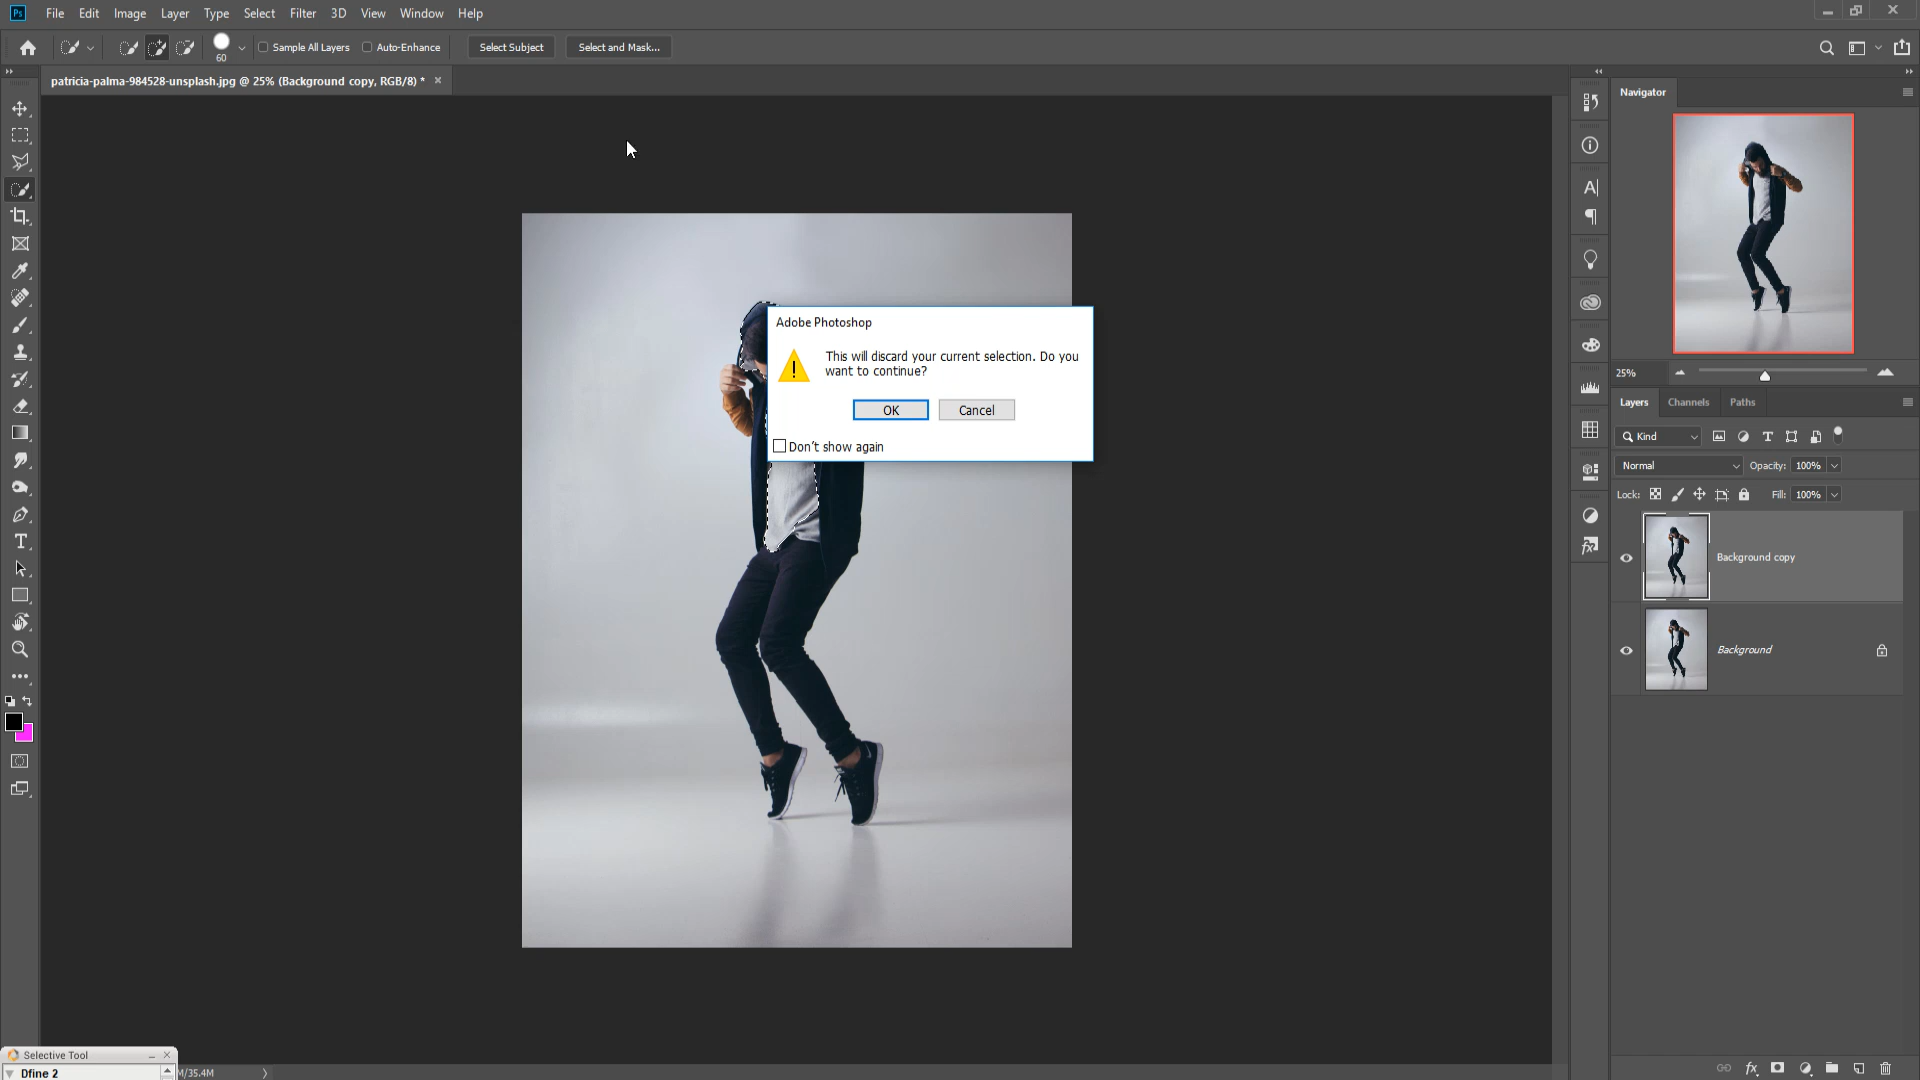 Ps File Edit Image Layer Type Select Filter 3D View Window Help
60 Sample All Layers Auto-Enhance Select Subject Select and Mask...
patricia-palma-984528-unsplash.jpg @ 25% (Background copy, RGB/8) *
Navigator
Adobe Photoshop
This will discard your current selection. Do you
want to continue?
OK Cancel
Don't show again
25%
Layers Channels Paths
Kind
Normal Opacity: 100%
Lock: Fill: 100%
Background copy
Background
Selective Tool
Dfine 2
M/35.4M